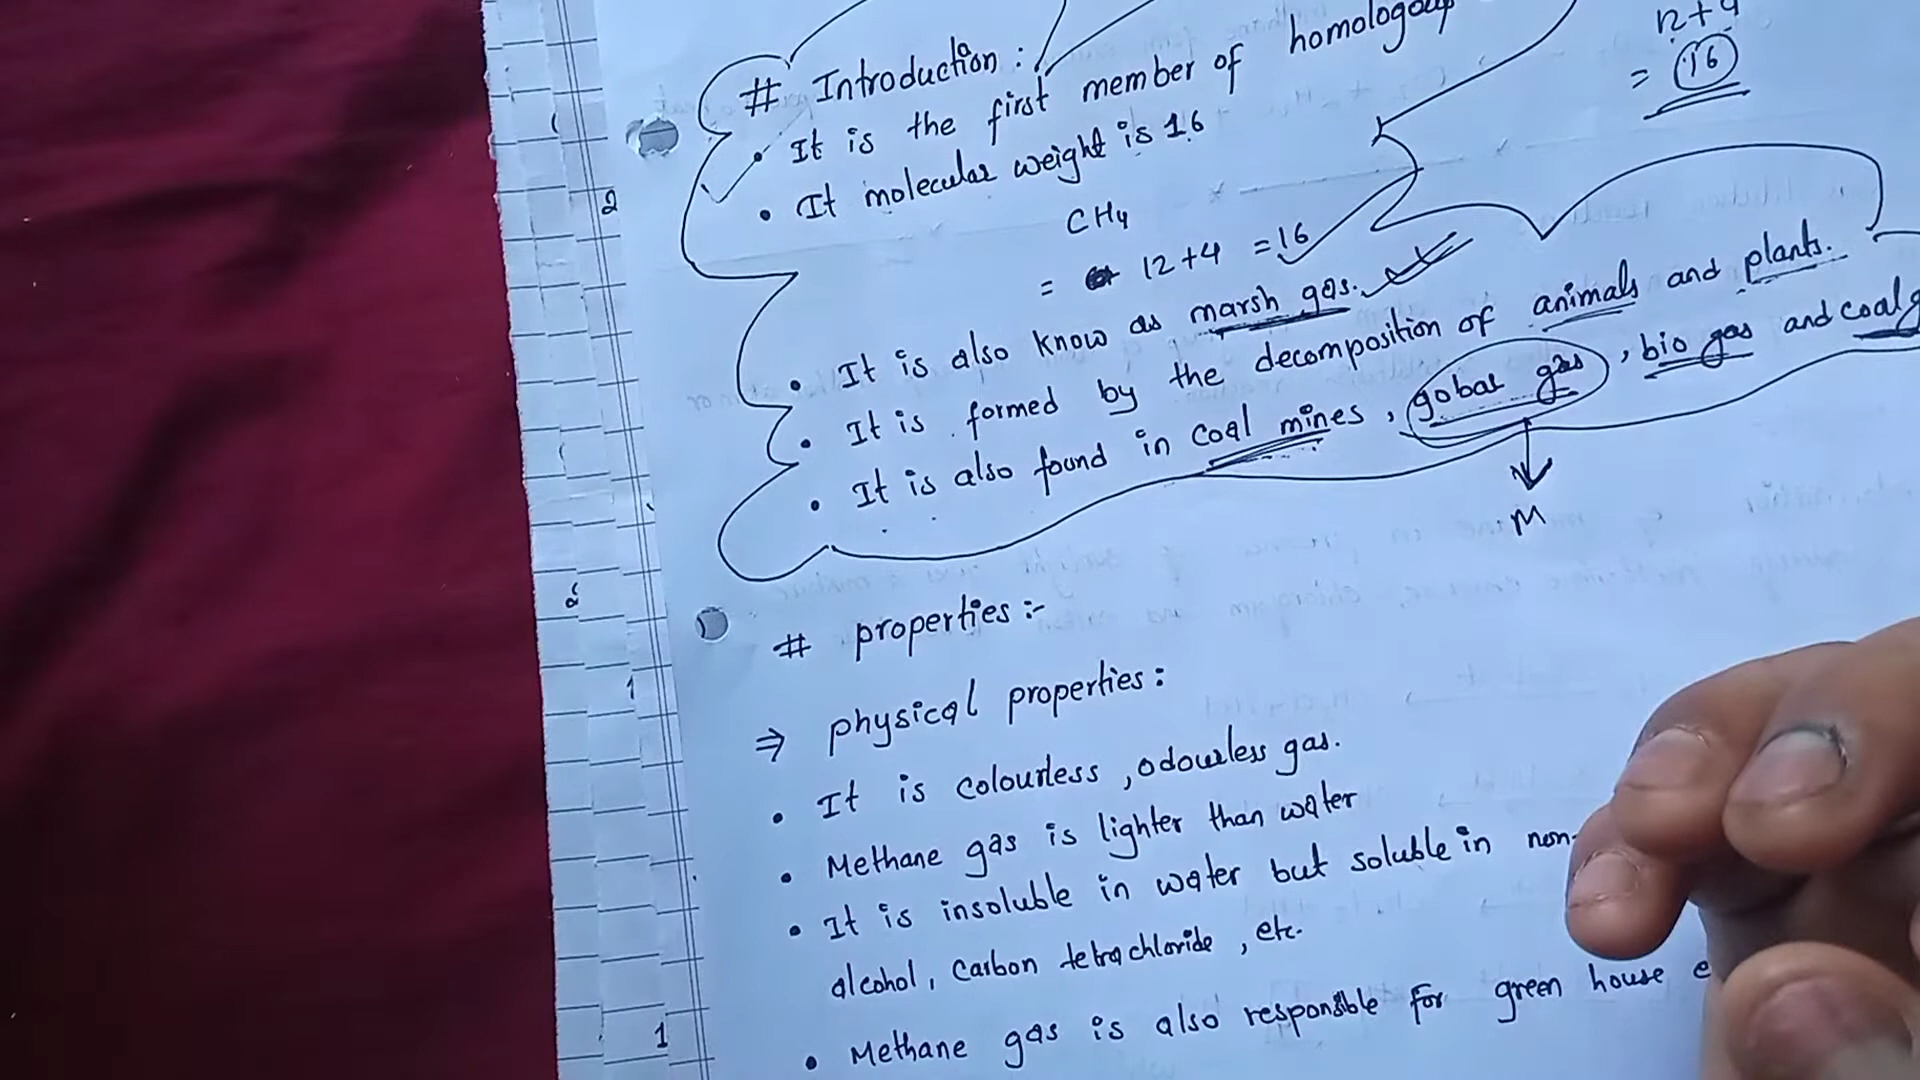 12+4
= 16
# Introduction :
• It is the first member of homologoup
• It molecular weight is 16
CH4
= 12+4 =16
• It is also know as marsh gas.
• It is formed by the decomposition of animals and plants.
• It is also found in coal mines, gobar gas, bio gas and coal g
M
# properties :-
⇒ physical properties :
• It is colourless, odourless gas.
• Methane gas is lighter than water
• It is insoluble in water but soluble in non-
alcohol, Carbon tetrachloride, etc.
• Methane gas is also responsible for green house e
2
1
1